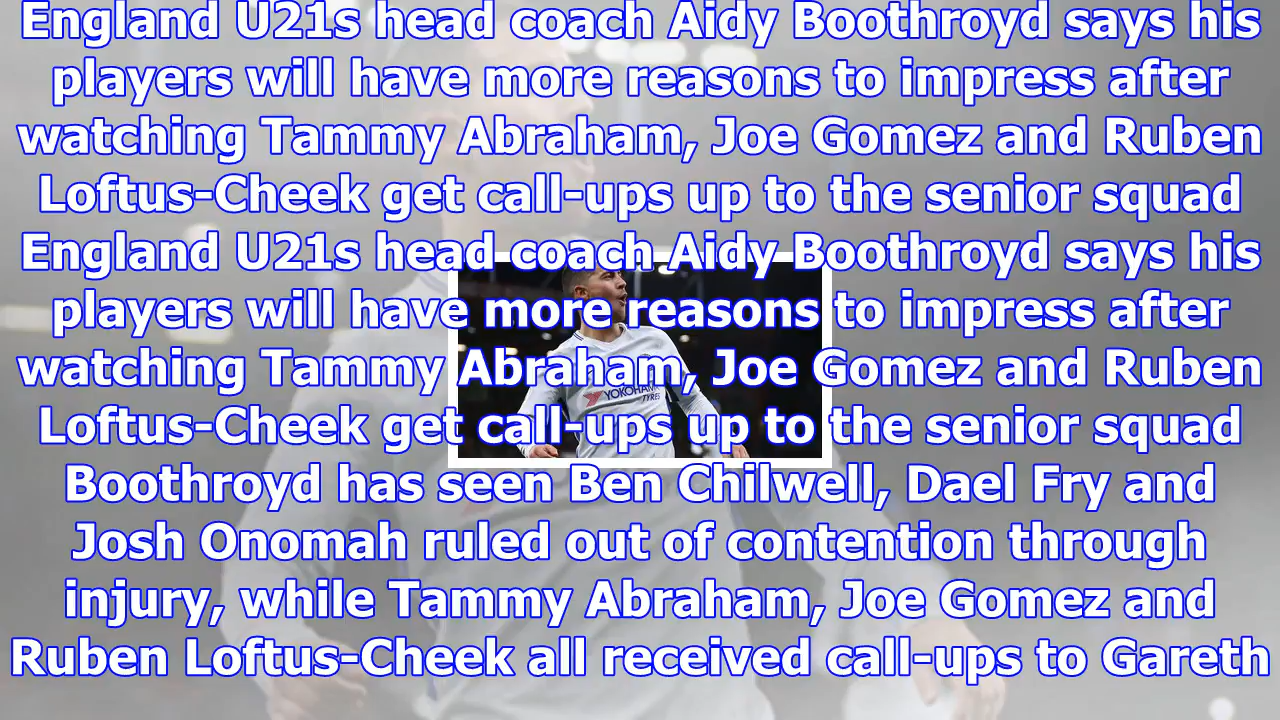 England U21s head coach Aidy Boothroyd says his
players will have more reasons to impress after
watching Tammy Abraham, Joe Gomez and Ruben
Loftus-Cheek get call-ups up to the senior squad
England U21s head coach Aidy Boothroyd says his
players will have more reasons to impress after
watching Tammy Abraham, Joe Gomez and Ruben
Loftus-Cheek get call-ups up to the senior squad
Boothroyd has seen Ben Chilwell, Dael Fry and
Josh Onomah ruled out of contention through
injury, while Tammy Abraham, Joe Gomez and
Ruben Loftus-Cheek all received call-ups to Gareth
YOKOHAMA
TYRES